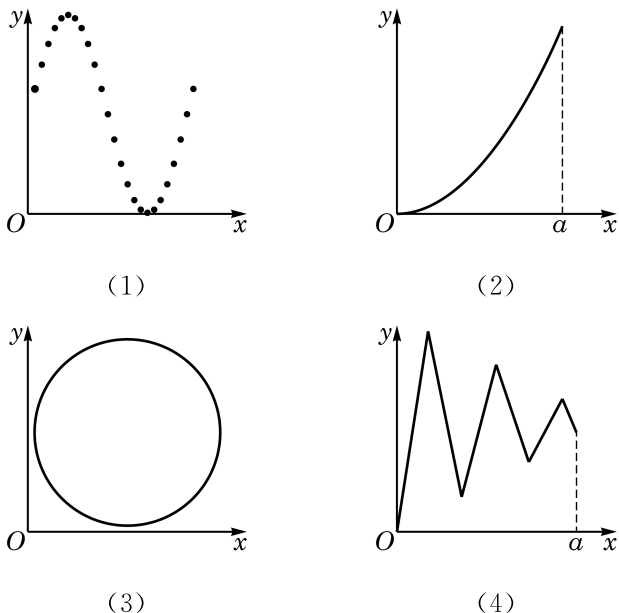 y
O
x
（1）
y
O
a
x
（2）
y
O
x
（3）
y
O
a
x
（4）